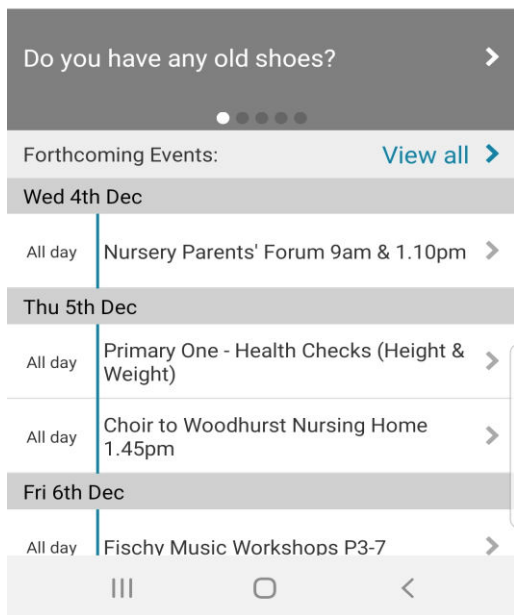 Do you have any old shoes?
Forthcoming Events:
View all
Wed 4th Dec
All day
Nursery Parents' Forum 9am & 1.10pm
Thu 5th Dec
All day
Primary One - Health Checks (Height &
Weight)
All day
Choir to Woodhurst Nursing Home
1.45pm
Fri 6th Dec
All day
Fischy Music Workshops P3-7